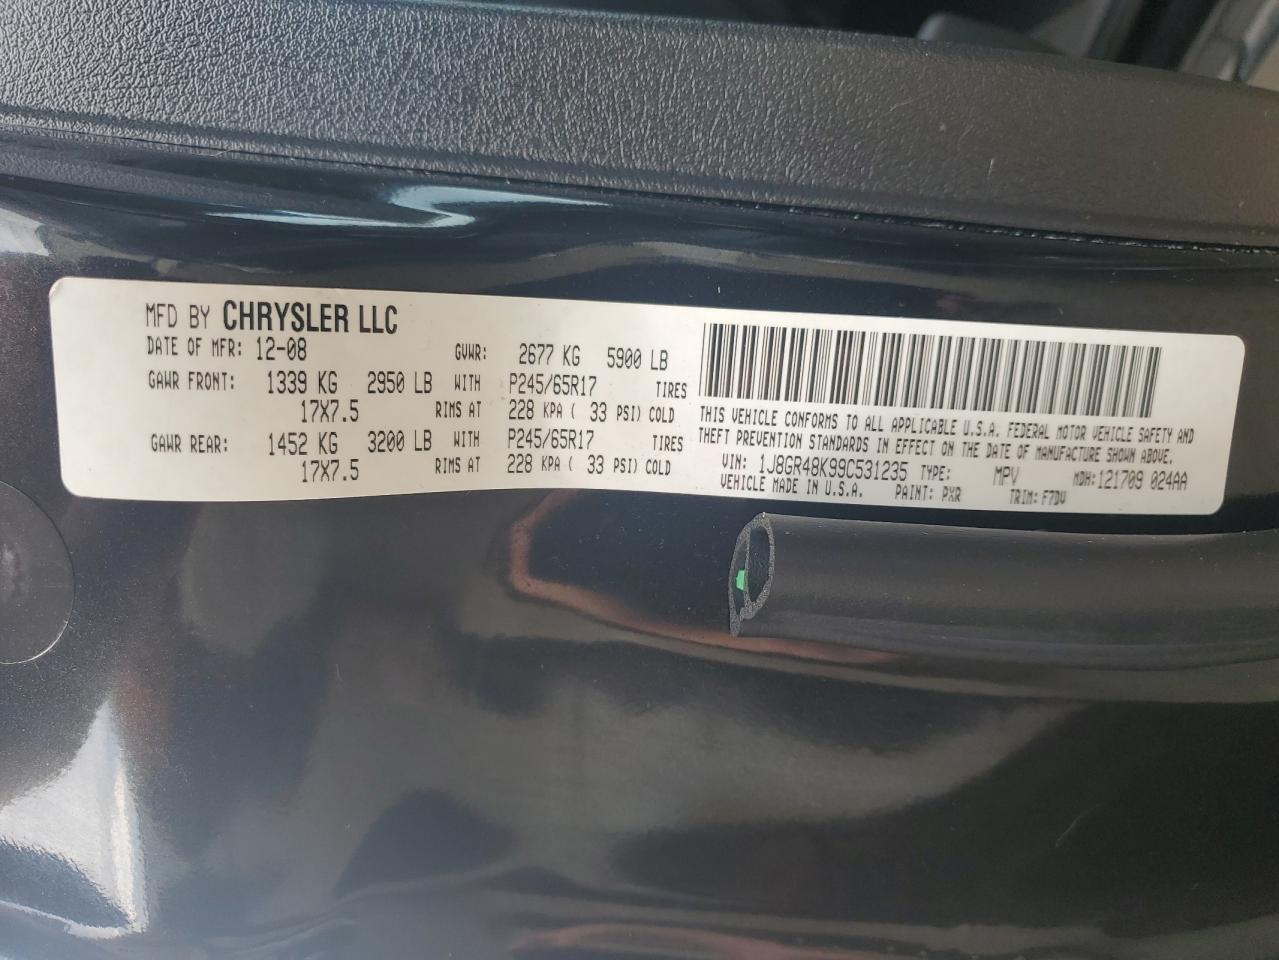 MFD BY CHRYSLER LLC
DATE OF MFR: 12-08 GVWR: 2677 KG 5900 LB
GAWR FRONT: 1339 KG 2950 LB WITH P245/65R17 TIRES
17X7.5 RIMS AT 228 KPA ( 33 PSI) COLD
GAWR REAR: 1452 KG 3200 LB WITH P245/65R17 TIRES
17X7.5 RIMS AT 228 KPA ( 33 PSI) COLD
THIS VEHICLE CONFORMS TO ALL APPLICABLE U.S.A. FEDERAL MOTOR VEHICLE SAFETY AND
THEFT PREVENTION STANDARDS IN EFFECT ON THE DATE OF MANUFACTURE SHOWN ABOVE.
VIN: 1J8GR48K99C531235 TYPE: MPV MDH:121709 024AA
VEHICLE MADE IN U.S.A. PAINT: PXR TRIM: F7DV